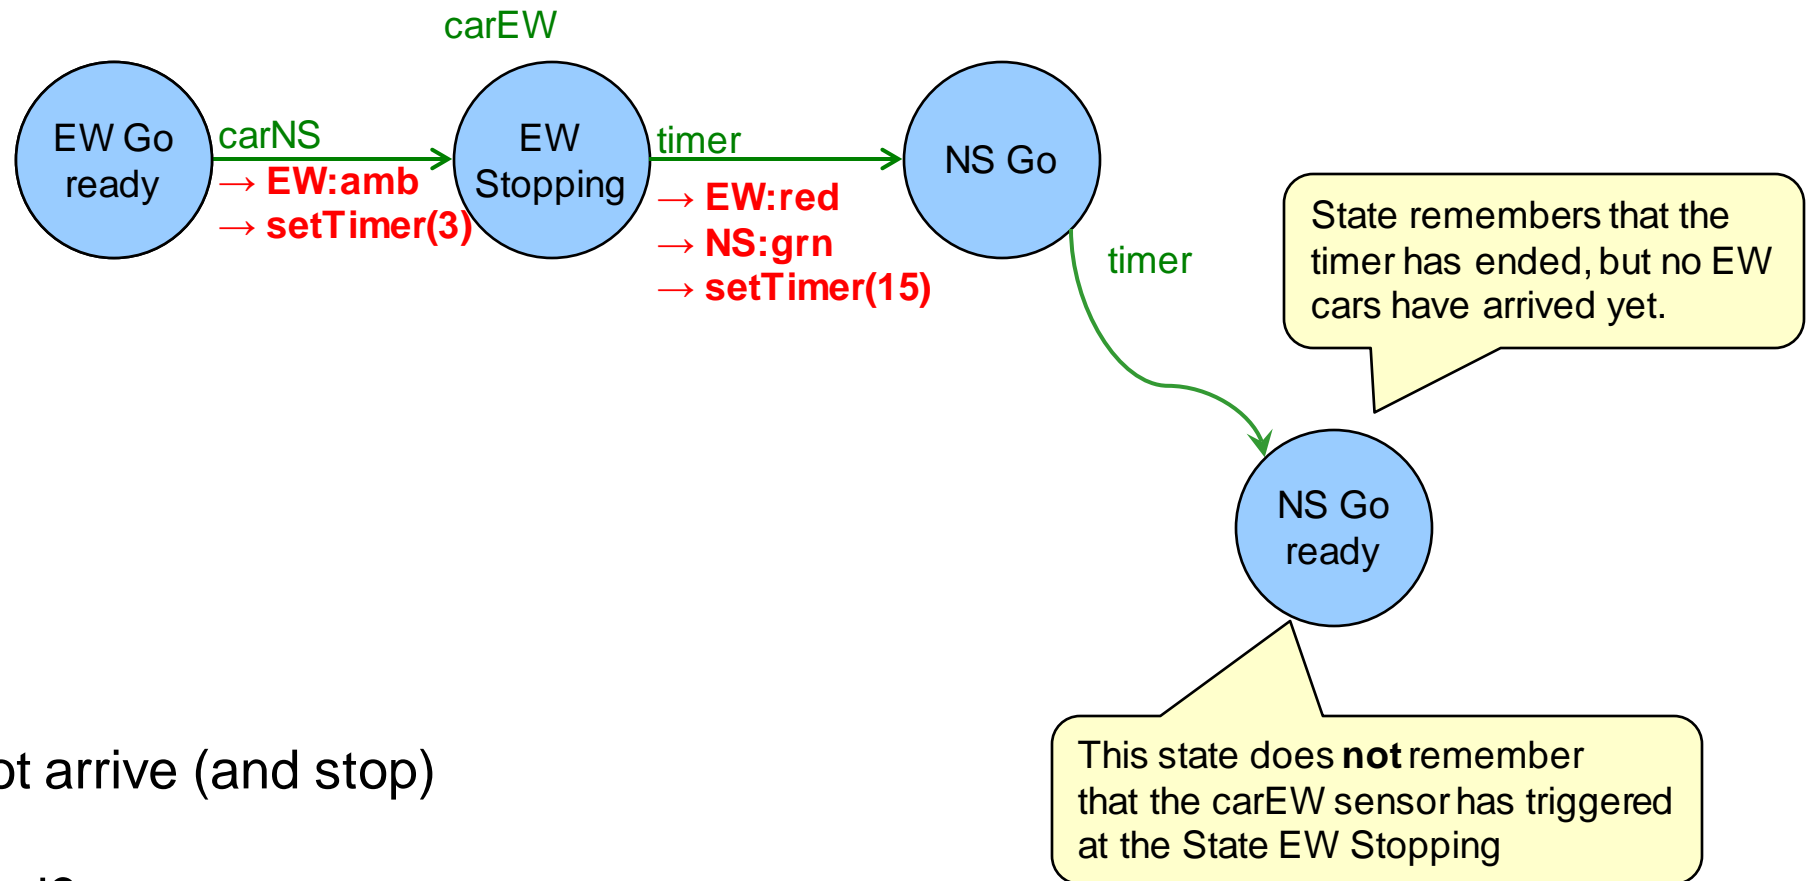 carEW
EW Go
ready
carNS
→ EW:amb
→ setTimer(3)
EW
Stopping
timer
→ EW:red
→ NS:grn
→ setTimer(15)
NS Go
timer
State remembers that the
timer has ended, but no EW
cars have arrived yet.
NS Go
ready
This state does not remember
that the carEW sensor has triggered
at the State EW Stopping
arrive (and stop)